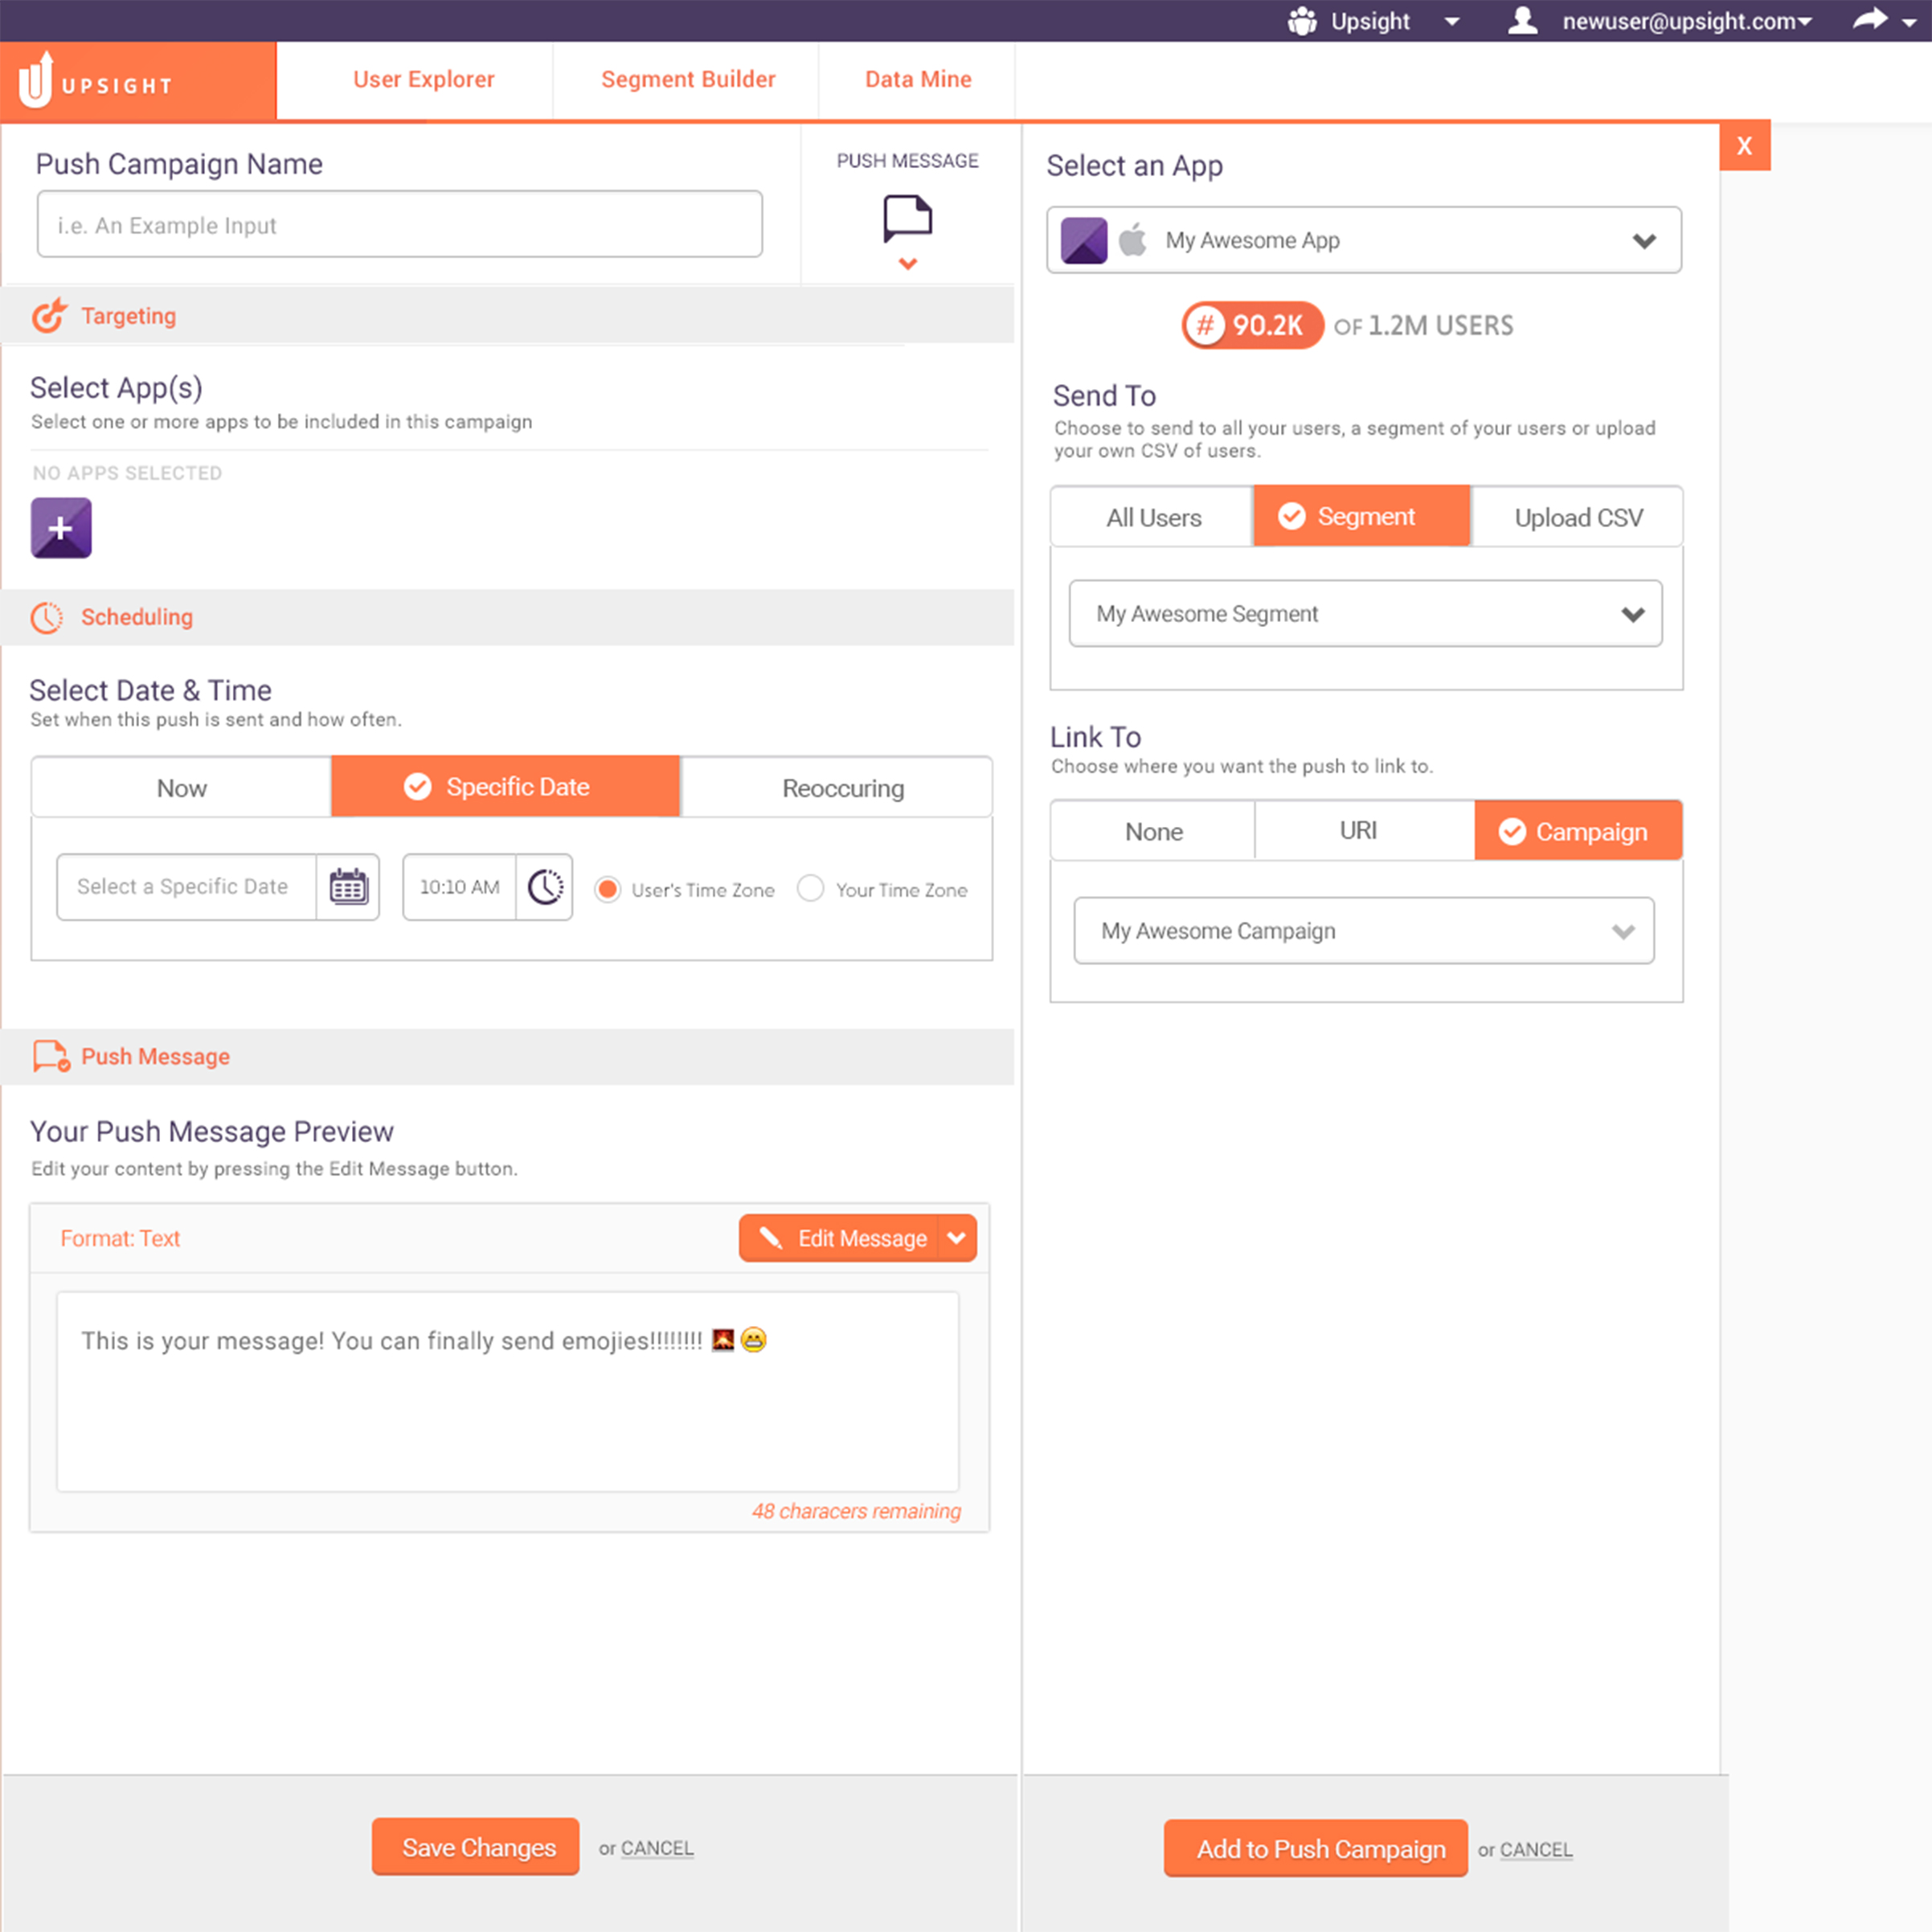 Upsight
newuser@upsight.com
UPSIGHT
User Explorer
Segment Builder
Data Mine
Push Campaign Name
i.e. An Example Input
PUSH MESSAGE
Targeting
Select App(s)
Select one or more apps to be included in this campaign
NO APPS SELECTED
+
Scheduling
Select Date & Time
Set when this push is sent and how often.
Now
Specific Date
Reoccuring
Select a Specific Date
10:10 AM
User's Time Zone
Your Time Zone
Push Message
Your Push Message Preview
Edit your content by pressing the Edit Message button.
Format: Text
Edit Message
This is your message! You can finally send emojies!!!!!!!! 🌋😁
48 characers remaining
Save Changes
or CANCEL
X
Select an App
My Awesome App
# 90.2K OF 1.2M USERS
Send To
Choose to send to all your users, a segment of your users or upload
your own CSV of users.
All Users
Segment
Upload CSV
My Awesome Segment
Link To
Choose where you want the push to link to.
None
URI
Campaign
My Awesome Campaign
Add to Push Campaign
or CANCEL